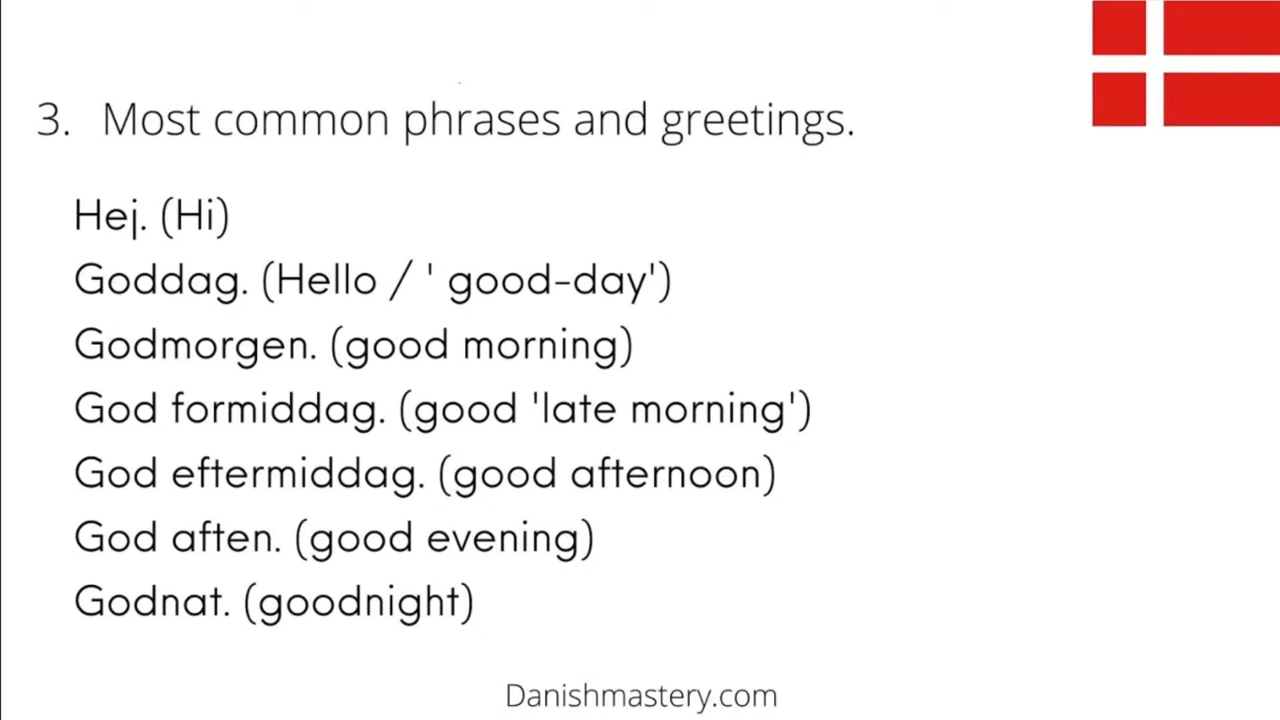 3. Most common phrases and greetings.
Hej. (Hi)
Goddag. (Hello / ' good-day')
Godmorgen. (good morning)
God formiddag. (good 'late morning')
God eftermiddag. (good afternoon)
God aften. (good evening)
Godnat. (goodnight)
Danishmastery.com